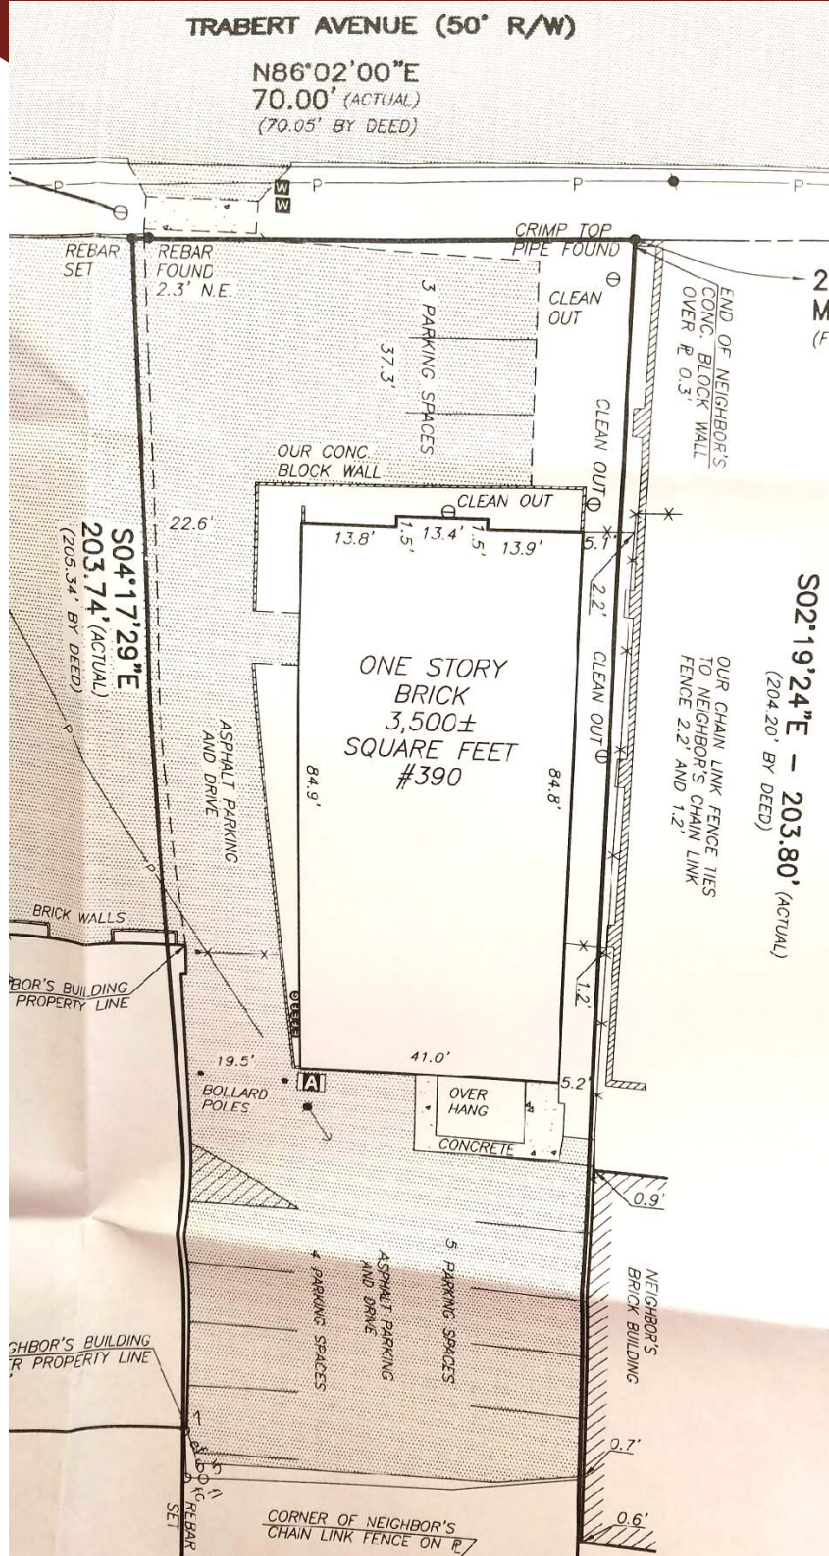 TRABERT AVENUE (50' R/W)
N86°02'00"E
70.00' (ACTUAL)
(70.05' BY DEED)
P
P
P
P
W
W
REBAR
SET
REBAR
FOUND
2.3' N.E
CRIMP TOP
PIPE FOUND
CLEAN
OUT
2
M
(F
END OF NEIGHBOR'S
CONC. BLOCK WALL
OVER ⅊ 0.3'
3 PARKING SPACES
37.3'
CLEAN OUT
OUR CONC.
BLOCK WALL
CLEAN OUT
22.6'
13.8'
1.5'
13.4'
1.5'
13.9'
5.1'
2.2'
S04°17'29"E
203.74' (ACTUAL)
(205.34' BY DEED)
S02°19'24"E – 203.80' (ACTUAL)
(204.20' BY DEED)
CLEAN OUT
OUR CHAIN LINK FENCE TIES
TO NEIGHBOR'S CHAIN LINK
FENCE 2.2' AND 1.2'
ONE STORY
BRICK
3,500±
SQUARE FEET
#390
P
ASPHALT PARKING
AND DRIVE
84.9'
84.8'
P
BRICK WALLS
BOR'S BUILDING
PROPERTY LINE
1.2'
G
E
E
E
E
19.5'
41.0'
5.2'
A
BOLLARD
POLES
OVER
HANG
CONCRETE
0.9'
4 PARKING SPACES
ASPHALT PARKING
AND DRIVE
5 PARKING SPACES
NEIGHBOR'S
BRICK BUILDING
GHBOR'S BUILDING
R PROPERTY LINE
0.7'
0.6'
REBAR
SET
CORNER OF NEIGHBOR'S
CHAIN LINK FENCE ON ⅊